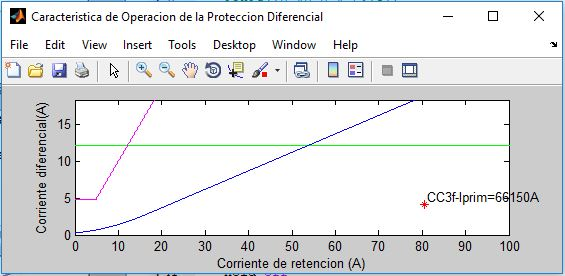 Caracteristica de Operacion de la Proteccion Diferencial
File Edit View Insert Tools Desktop Window Help
Corriente diferencial(A)
15
10
5
0
CC3f-Iprim=66150A
0 10 20 30 40 50 60 70 80 90 100
Corriente de retencion (A)